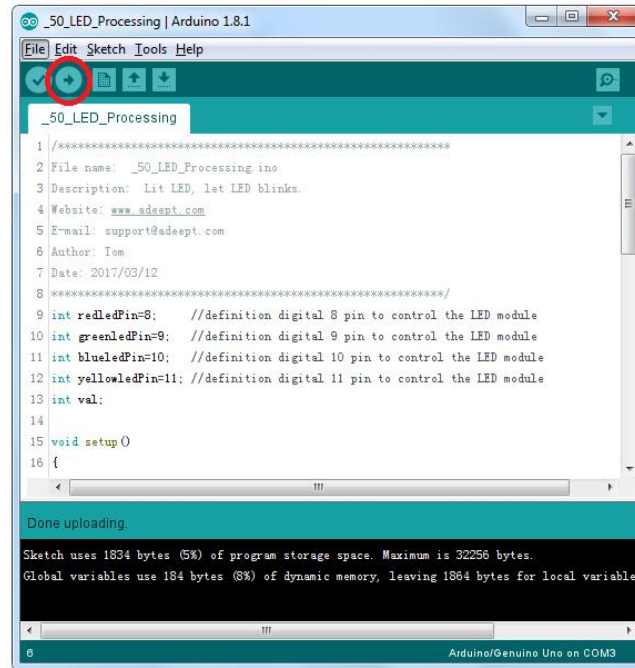 _50_LED_Processing | Arduino 1.8.1
File Edit Sketch Tools Help
_50_LED_Processing
1 /************************************************************
2 File name: _50_LED_Processing.ino
3 Description: Lit LED, let LED blinks.
4 Website: www.adeept.com
5 E-mail: support@adeept.com
6 Author: Tom
7 Date: 2017/03/12
8 ************************************************************/
9 int redledPin=8; //definition digital 8 pin to control the LED module
10 int greenledPin=9; //definition digital 9 pin to control the LED module
11 int blueledPin=10; //definition digital 10 pin to control the LED module
12 int yellowledPin=11; //definition digital 11 pin to control the LED module
13 int val;
14
15 void setup()
16 {
Done uploading.
Sketch uses 1834 bytes (5%) of program storage space. Maximum is 32256 bytes.
Global variables use 184 bytes (8%) of dynamic memory, leaving 1864 bytes for local variable
6 Arduino/Genuino Uno on COM3